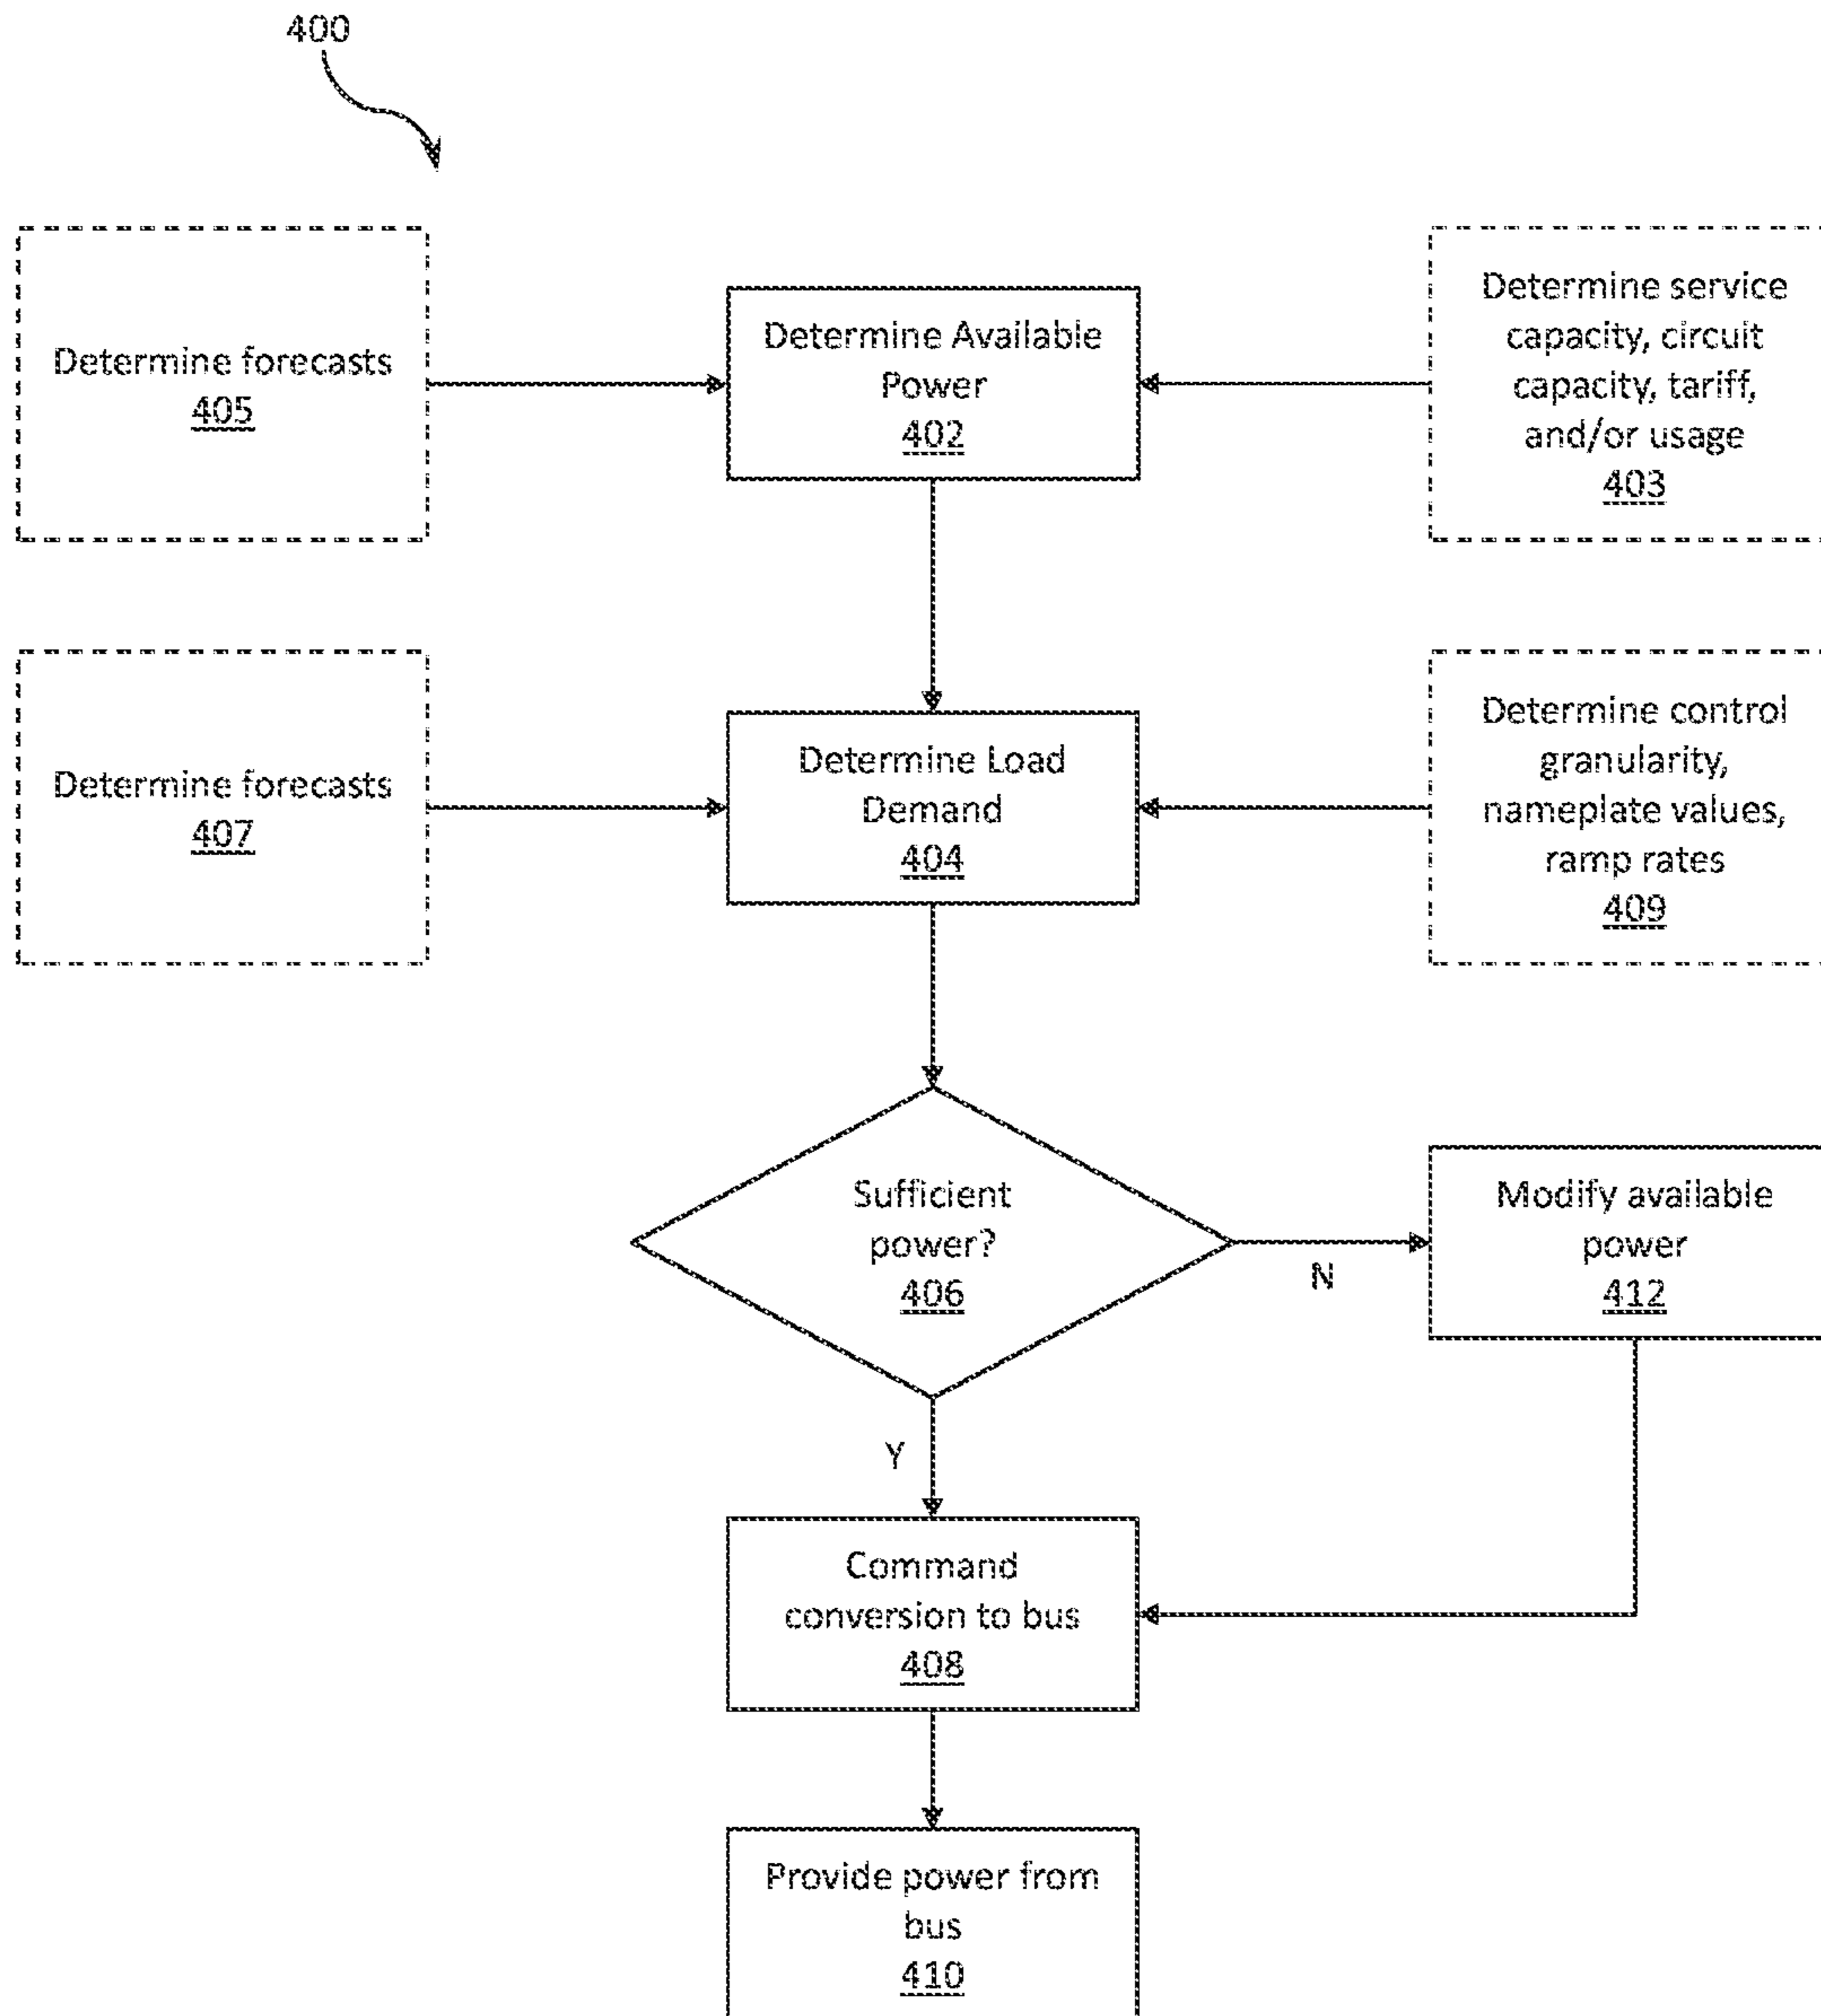 400
Determine forecasts
405
Determine Available
Power
402
Determine service
capacity, circuit
capacity, tariff,
and/or usage
403
Determine forecasts
407
Determine Load
Demand
404
Determine control
granularity,
nameplate values,
ramp rates
409
Sufficient
power?
406
N
Modify available
power
412
Y
Command
conversion to bus
408
Provide power from
bus
410